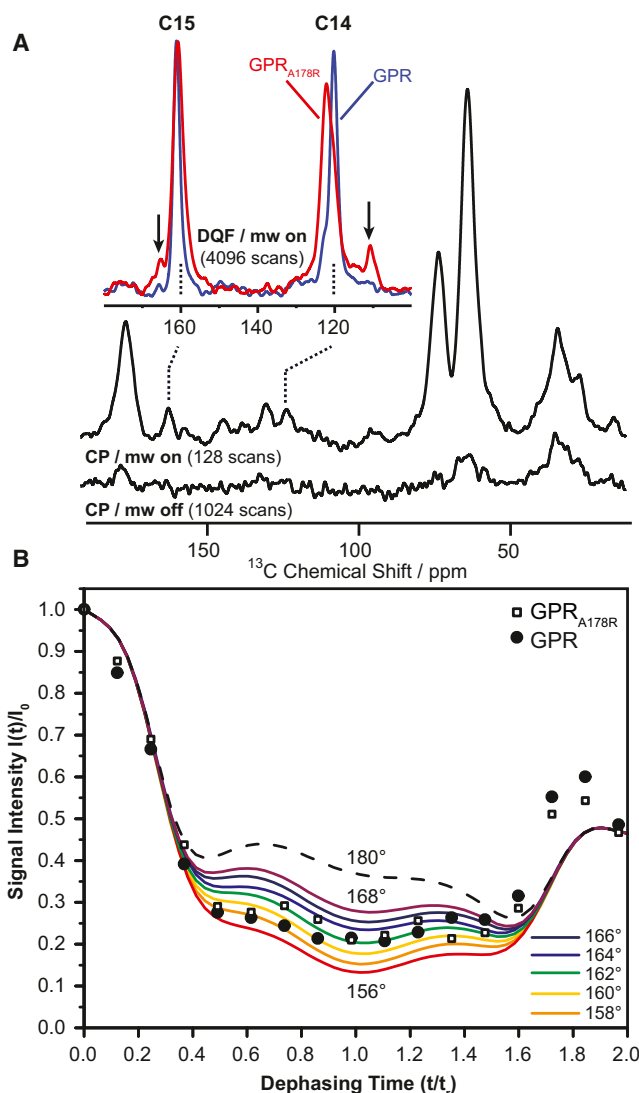 A
C15 C14
GPR_A178R GPR
DQF / mw on
(4096 scans)
160 140 120
CP / mw on (128 scans)
CP / mw off (1024 scans)
150 100 50
¹³C Chemical Shift / ppm
B
GPR_A178R
GPR
Signal Intensity I(t)/I₀
1.0
0.9
0.8
0.7
0.6
0.5
0.4
0.3
0.2
0.1
0.0
180°
168°
156°
166°
164°
162°
160°
158°
0.0 0.2 0.4 0.6 0.8 1.0 1.2 1.4 1.6 1.8 2.0
Dephasing Time (t/tᵣ)